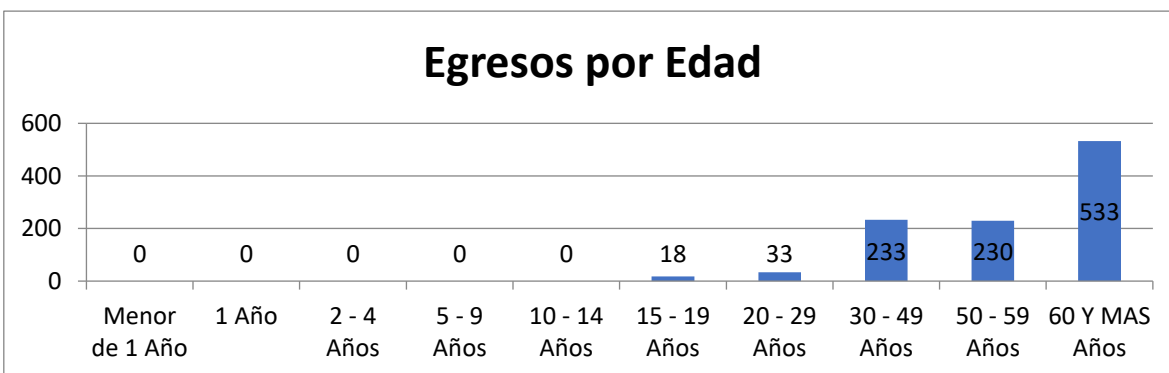 Egresos por Edad
600
400
200
0
0 0 0 0 0 18 33 233 230 533
Menor 1 Año 2 - 4 5 - 9 10 - 14 15 - 19 20 - 29 30 - 49 50 - 59 60 Y MAS
de 1 Año Años Años Años Años Años Años Años Años